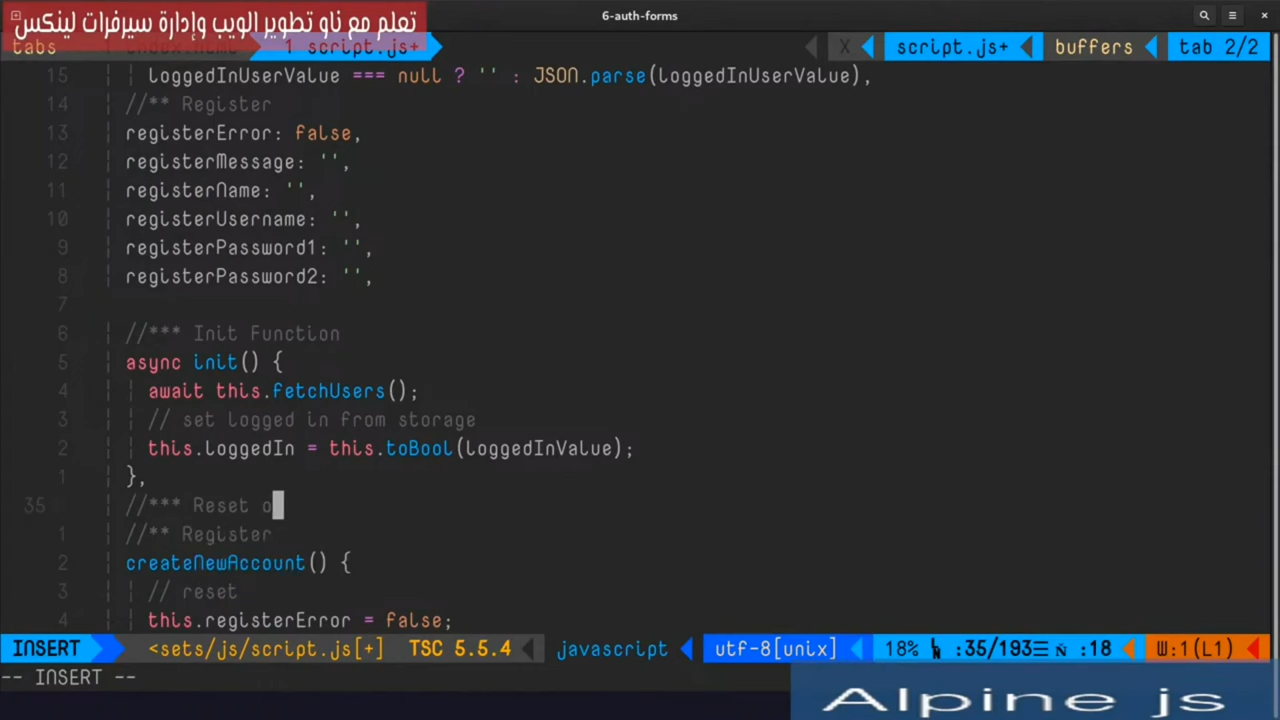 6-auth-forms
تعلم مع ناو تطوير الويب وإدارة سيرفرات لينكس
tabs index.html 1 script.js+ X script.js+ buffers tab 2/2
15 loggedInUserValue === null ? '' : JSON.parse(loggedInUserValue),
14 //** Register
13 registerError: false,
12 registerMessage: '',
11 registerName: '',
10 registerUsername: '',
9 registerPassword1: '',
8 registerPassword2: '',
7
6 //*** Init Function
5 async init() {
4 await this.fetchUsers();
3 // set logged in from storage
2 this.loggedIn = this.toBool(loggedInValue);
1 },
35 //*** Reset o
1 //** Register
2 createNewAccount() {
3 // reset
4 this.registerError = false;
INSERT <sets/js/script.js[+] TSC 5.5.4 javascript utf-8[unix] 18% :35/193☰ :18 W:1(L1)
-- INSERT --
Alpine js